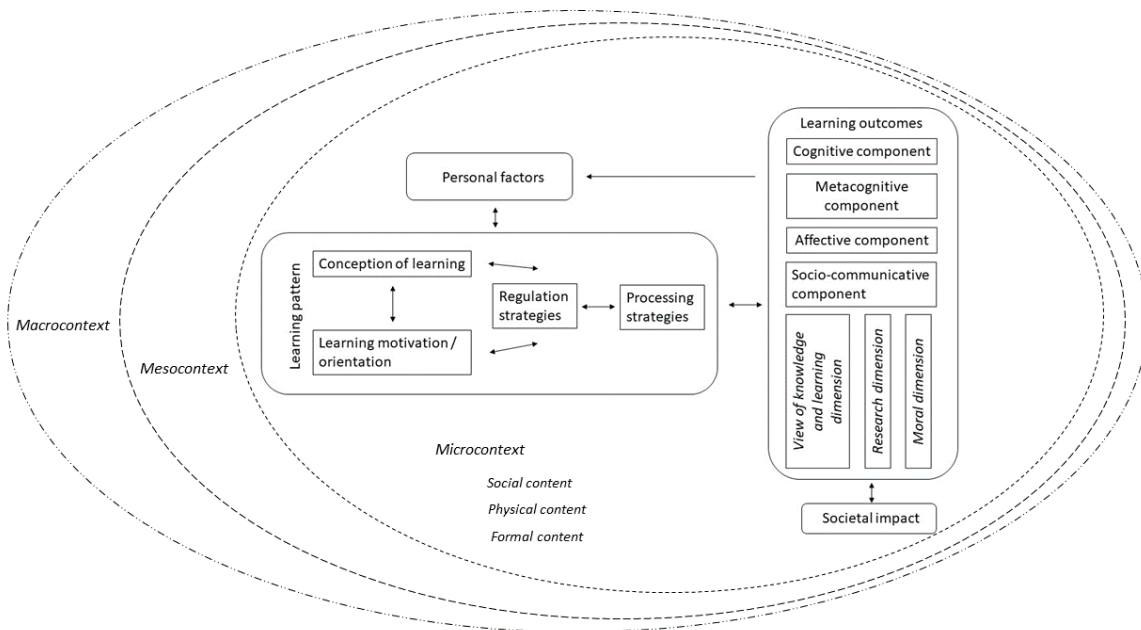 Learning outcomes
Cognitive component
Metacognitive
component
Affective component
Socio-communicative
component
View of knowledge
and learning
dimension
Research dimension
Moral dimension
Societal impact
Personal factors
Learning pattern
Conception of learning
Regulation
strategies
Processing
strategies
Learning motivation /
orientation
Macrocontext
Mesocontext
Microcontext
Social content
Physical content
Formal content